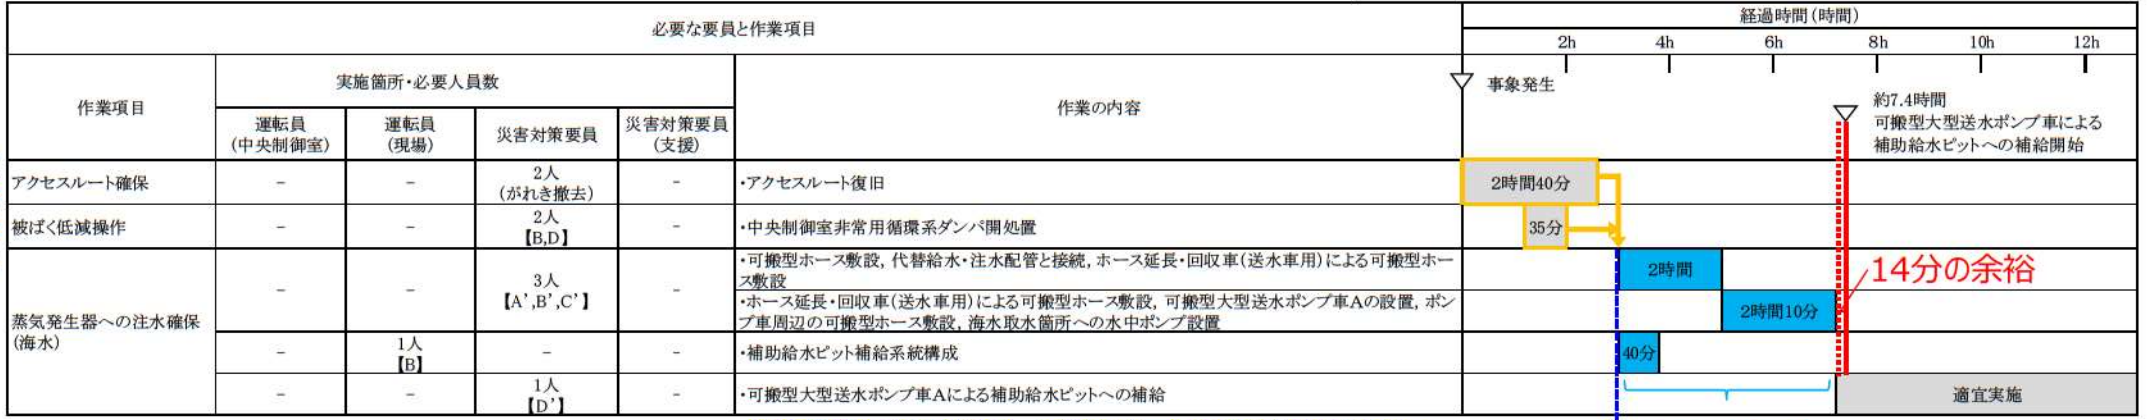 必要な要員と作業項目
経過時間（時間）
2h 4h 6h 8h 10h 12h
作業項目
実施箇所・必要人員数
作業の内容
事象発生
約7.4時間
可搬型大型送水ポンプ車による
補助給水ピットへの補給開始
運転員
（中央制御室）
運転員
（現場）
災害対策要員
災害対策要員
（支援）
アクセスルート確保
－
－
2人
（がれき撤去）
－
・アクセスルート復旧
2時間40分
被ばく低減操作
－
－
2人
【B,D】
－
・中央制御室非常用循環系ダンパ開処置
35分
蒸気発生器への注水確保
（海水）
－
－
3人
【A’,B’,C’】
－
・可搬型ホース敷設，代替給水・注水配管と接続，ホース延長・回収車（送水車用）による可搬型ホー
ス敷設
2時間
・ホース延長・回収車（送水車用）による可搬型ホース敷設，可搬型大型送水ポンプ車Aの設置，ポン
プ車周辺の可搬型ホース敷設，海水取水箇所への水中ポンプ設置
2時間10分
14分の余裕
－
1人
【B】
－
－
・補助給水ピット補給系統構成
40分
－
－
1人
【D’】
－
・可搬型大型送水ポンプ車Aによる補助給水ピットへの補給
適宜実施